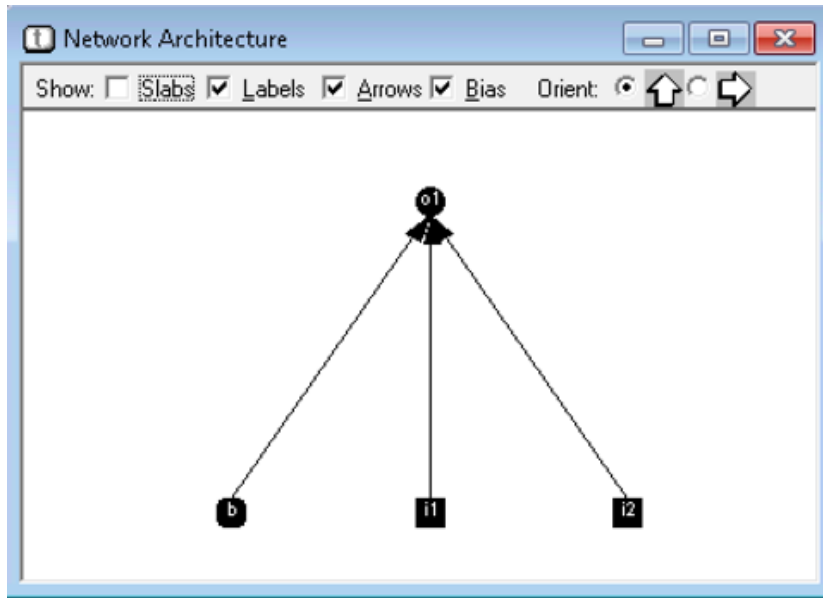 Network Architecture
Show: Slabs Labels Arrows Bias Orient:
o1
b i1 i2